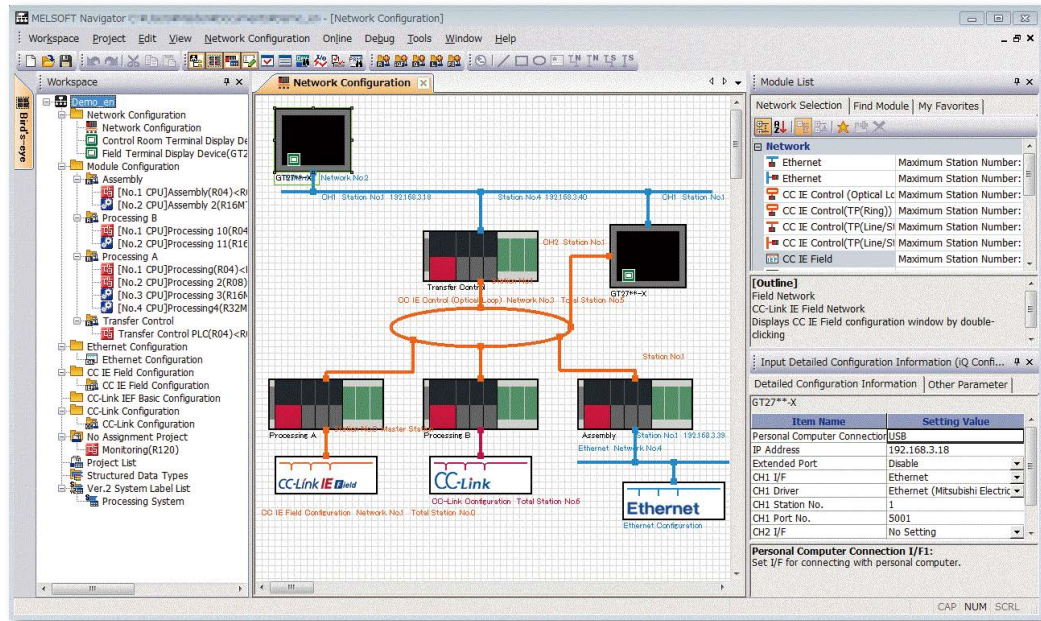 MELSOFT Navigator - [Network Configuration]
Workspace Project Edit View Network Configuration Online Debug Tools Window Help
Workspace
Bird's-eye
Demo_en
Network Configuration
Network Configuration
Control Room Terminal Display De
Field Terminal Display Device(GT2
Module Configuration
Assembly
[No.1 CPU]Assembly(R04)<R
[No.2 CPU]Assembly 2(R16M
Processing B
[No.1 CPU]Processing 10(R04
[No.2 CPU]Processing 11(R16
Processing A
[No.1 CPU]Processing(R04)<
[No.2 CPU]Processing 2(R08)
[No.3 CPU]Processing 3(R16M
[No.4 CPU]Processing4(R32M
Transfer Control
Transfer Control PLC(R04)<R
Ethernet Configuration
Ethernet Configuration
CC IE Field Configuration
CC IE Field Configuration
CC-Link IEF Basic Configuration
CC-Link Configuration
CC-Link Configuration
No Assignment Project
Monitoring(R120)
Project List
Structured Data Types
Ver.2 System Label List
Processing System
Network Configuration
GT27**-X Network No.2
CH1 Station No.1 192.168.3.18
Station No.4 192.168.3.40
CH1 Station No.1
CH2 Station No.1
Transfer Control
GT27**-X
CC IE Control (Optical Loop) Network No.3 Total Station No.5
Station No.1
Processing A
Processing B
Assembly
Station No.1 192.168.3.39
Ethernet Network No.4
CC-Link IE Field
CC-Link
Ethernet
CC IE Field Configuration Network No.1 Total Station No.0
CC-Link Configuration Total Station No.6
Ethernet Configuration
Module List
Network Selection Find Module My Favorites
Network
Ethernet Maximum Station Number:
Ethernet Maximum Station Number:
CC IE Control (Optical Lo Maximum Station Number:
CC IE Control(TP(Ring)) Maximum Station Number:
CC IE Control(TP(Line/St Maximum Station Number:
CC IE Control(TP(Line/St Maximum Station Number:
CC IE Field Maximum Station Number:
[Outline]
Field Network
CC-Link IE Field Network
Displays CC IE Field configuration window by double-
clicking
Input Detailed Configuration Information (iQ Confi...
Detailed Configuration Information Other Parameter
GT27**-X
Item Name Setting Value
Personal Computer Connection USB
IP Address 192.168.3.18
Extended Port Disable
CH1 I/F Ethernet
CH1 Driver Ethernet (Mitsubishi Electric
CH1 Station No. 1
CH1 Port No. 5001
CH2 I/F No Setting
Personal Computer Connection I/F1:
Set I/F for connecting with personal computer.
CAP NUM SCRL